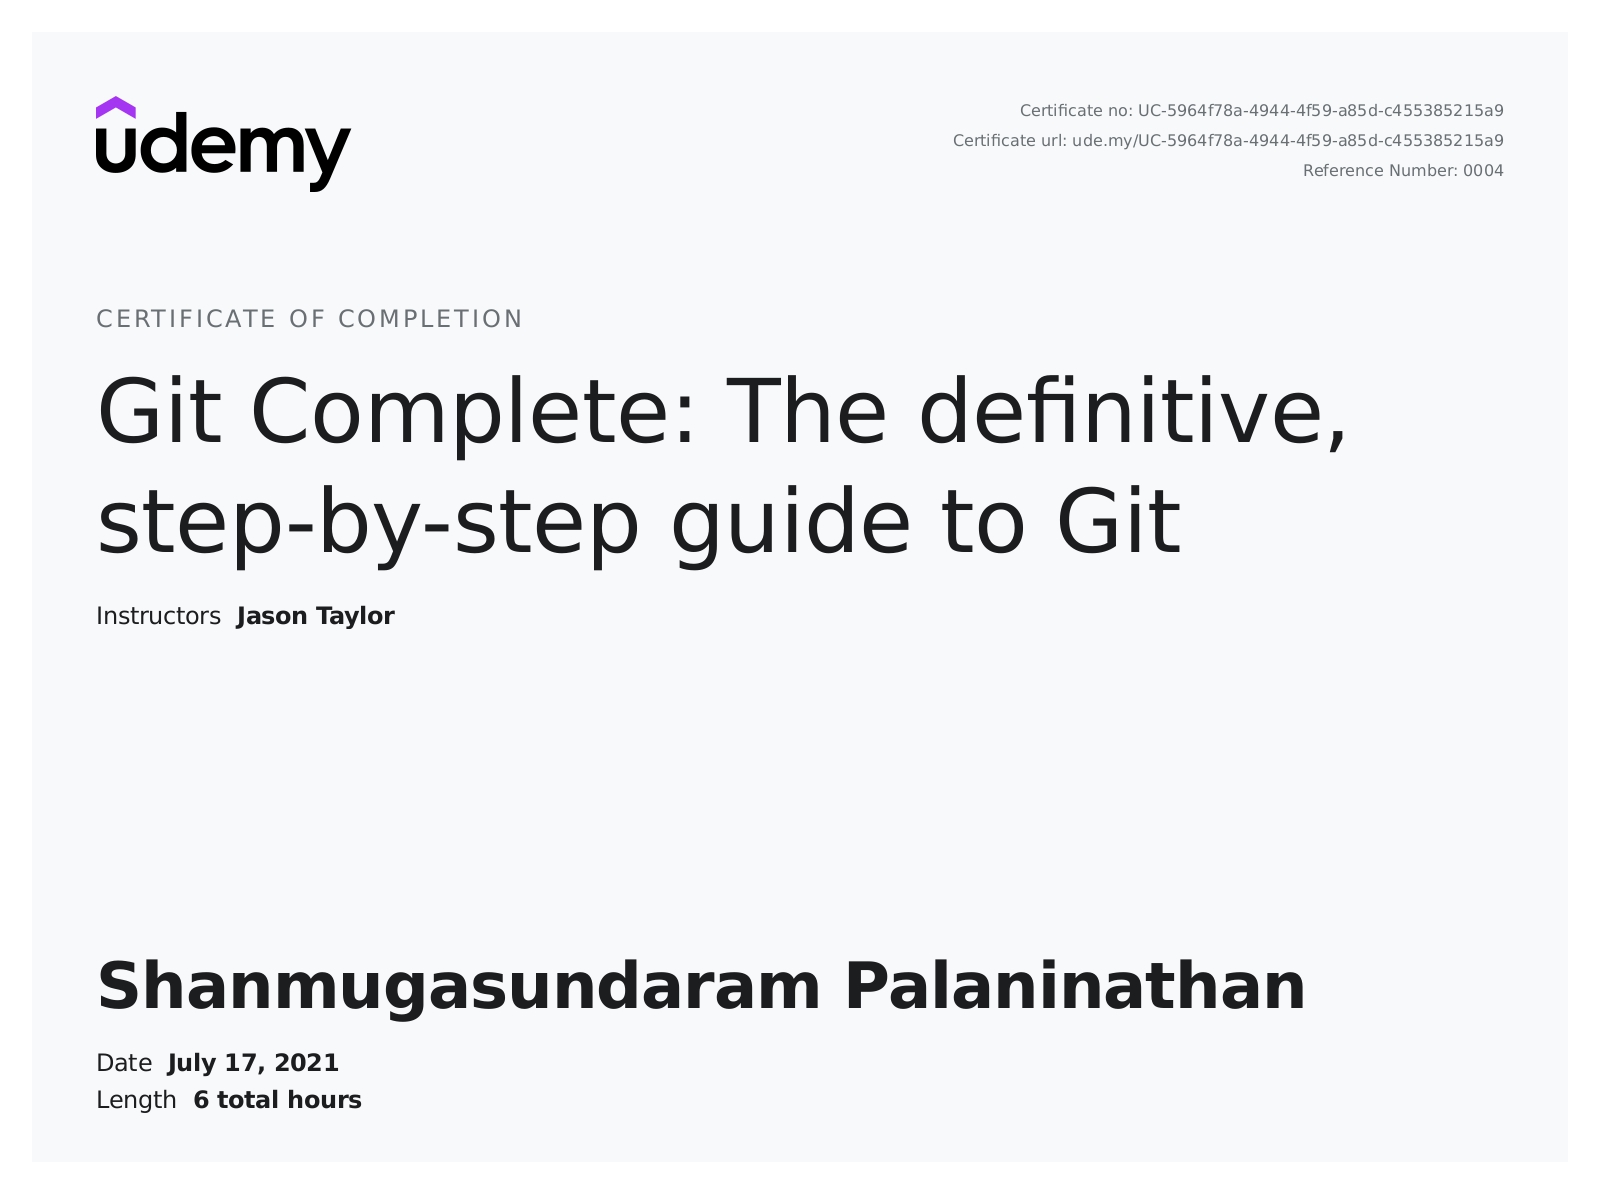 udemy
Certificate no: UC-5964f78a-4944-4f59-a85d-c455385215a9
Certificate url: ude.my/UC-5964f78a-4944-4f59-a85d-c455385215a9
Reference Number: 0004
CERTIFICATE OF COMPLETION
Git Complete: The definitive,
step-by-step guide to Git
Instructors Jason Taylor
Shanmugasundaram Palaninathan
Date July 17, 2021
Length 6 total hours